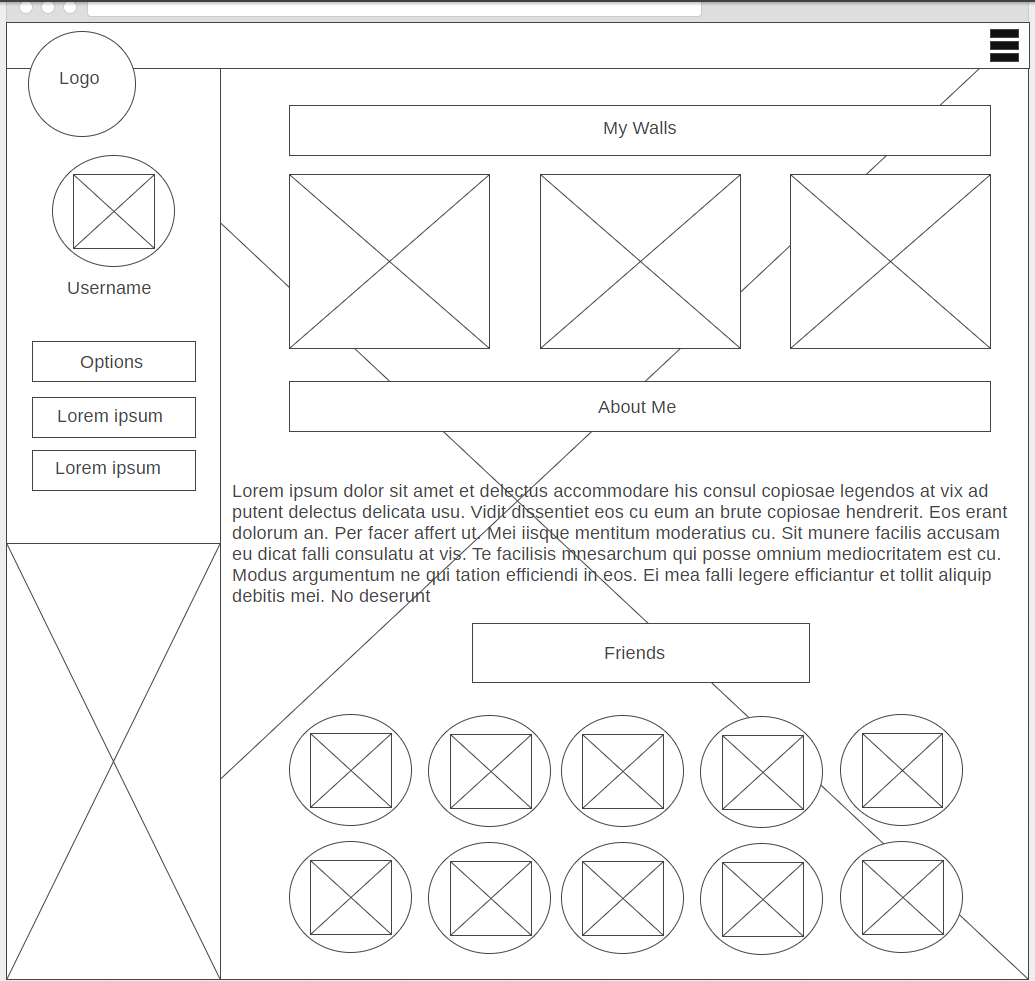 Logo
My Walls
Username
Options
Lorem ipsum
Lorem ipsum
About Me
Lorem ipsum dolor sit amet et delectus accommodare his consul copiosae legendos at vix ad
putent delectus delicata usu. Vidit dissentiet eos cu eum an brute copiosae hendrerit. Eos erant
dolorum an. Per facer affert ut. Mei iisque mentitum moderatius cu. Sit munere facilis accusam
eu dicat falli consulatu at vis. Te facilisis mnesarchum qui posse omnium mediocritatem est cu.
Modus argumentum ne qui tation efficiendi in eos. Ei mea falli legere efficiantur et tollit aliquip
debitis mei. No deserunt
Friends